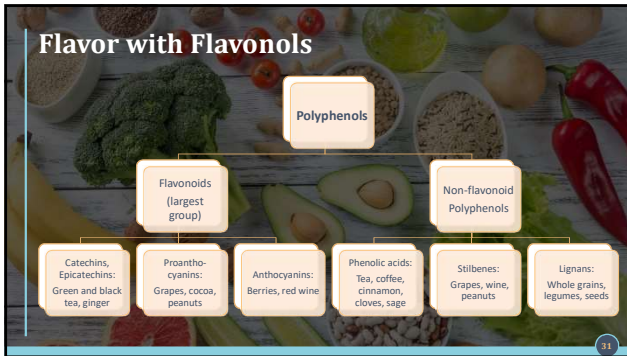 Flavor with Flavonols
Polyphenols
Flavonoids
(largest
group)
Non-flavonoid
Polyphenols
Catechins,
Epicatechins:
Green and black
tea, ginger
Proantho-
cyanins:
Grapes, cocoa,
peanuts
Anthocyanins:
Berries, red wine
Phenolic acids:
Tea, coffee,
cinnamon,
cloves, sage
Stilbenes:
Grapes, wine,
peanuts
Lignans:
Whole grains,
legumes, seeds
31